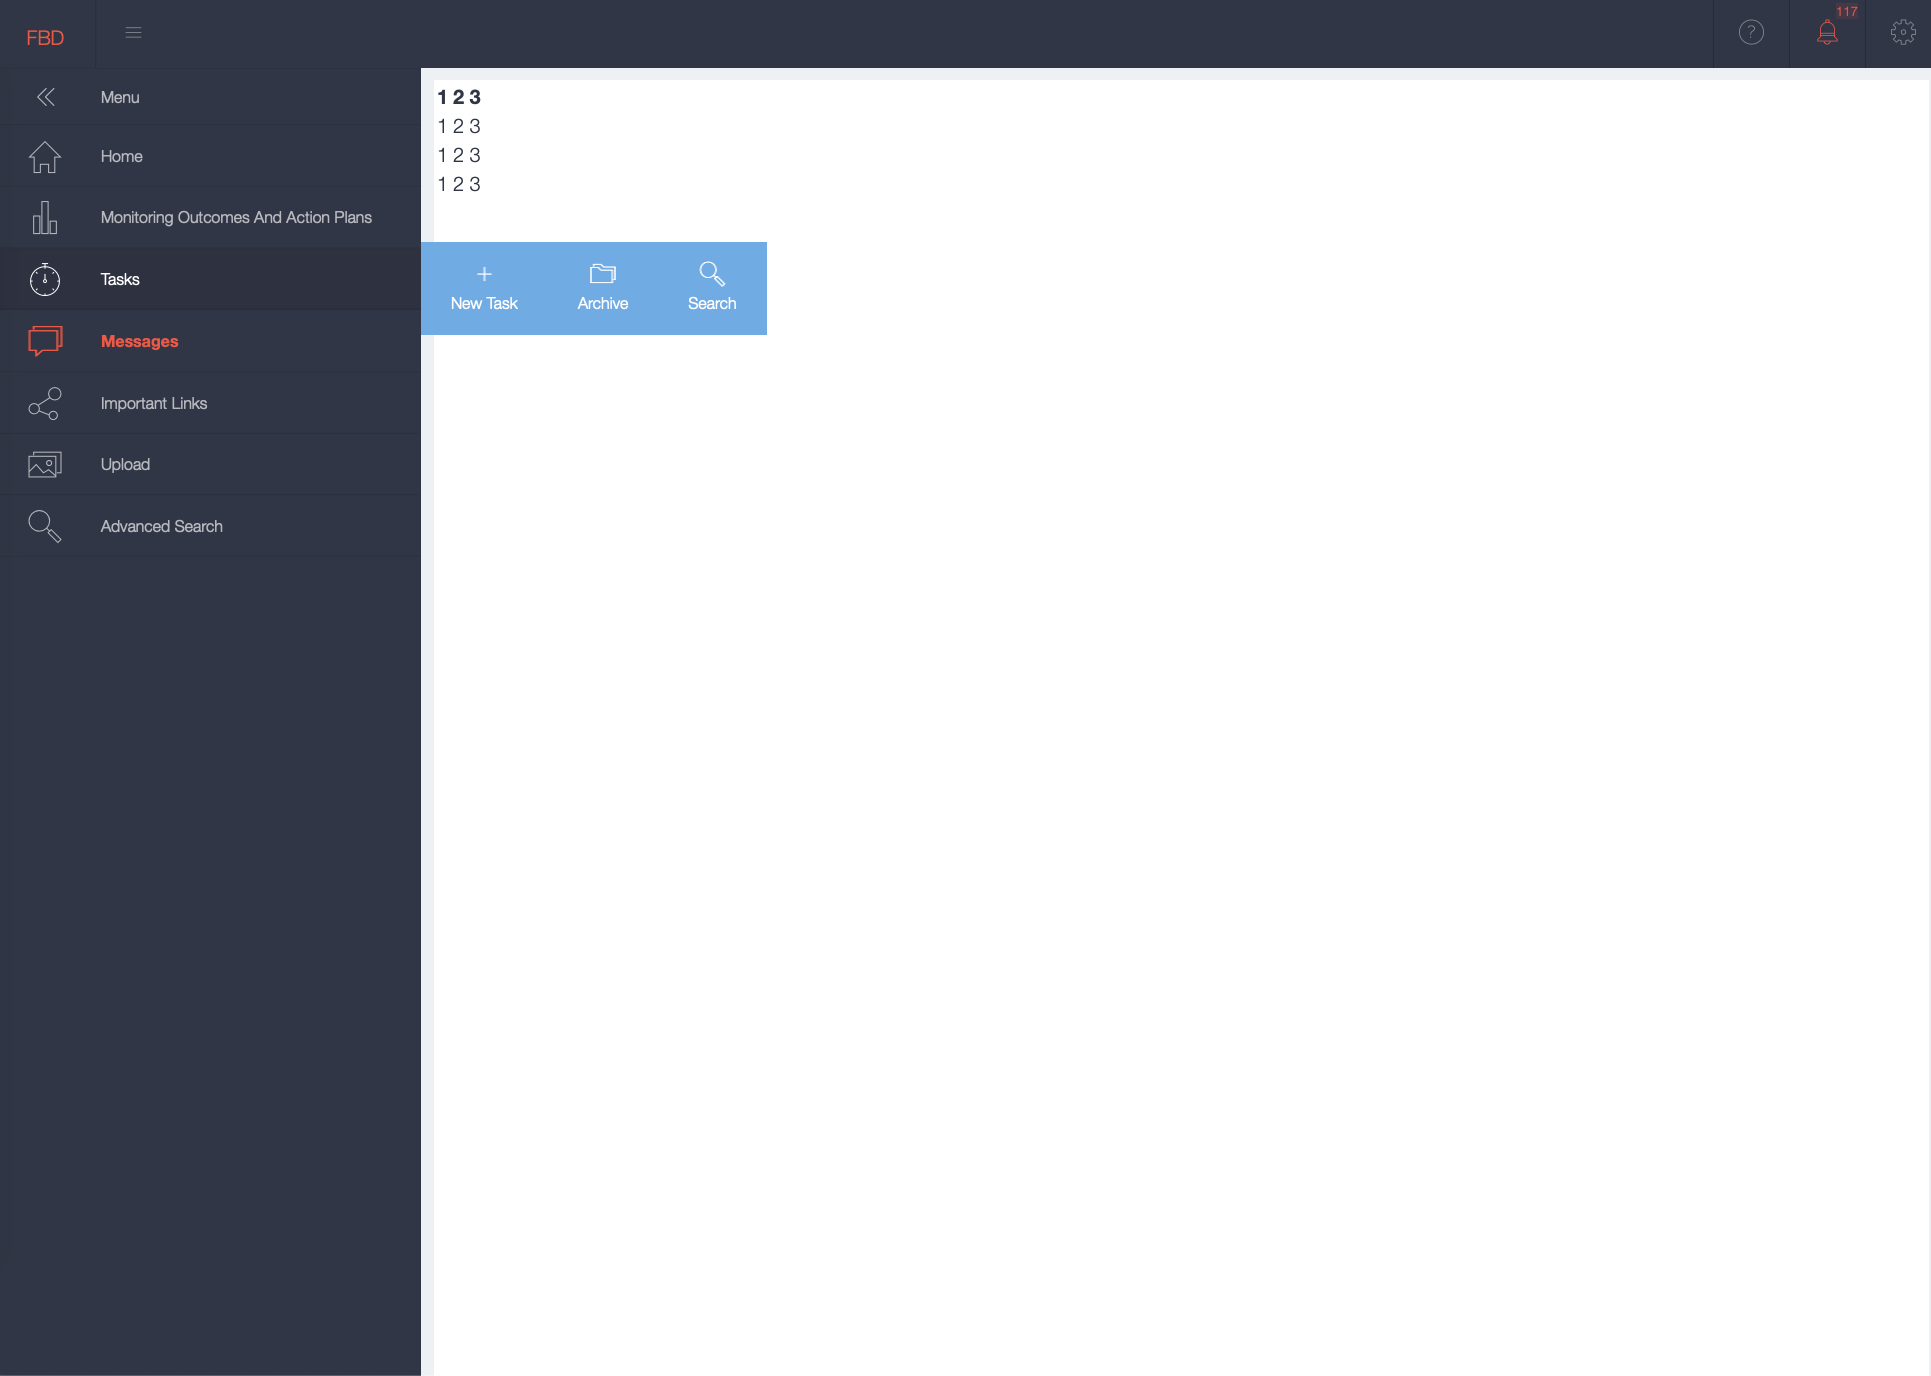 FBD
?
117
Menu
Home
Monitoring Outcomes And Action Plans
Tasks
Messages
Important Links
Upload
Advanced Search
1 2 3
1 2 3
1 2 3
1 2 3
New Task
Archive
Search